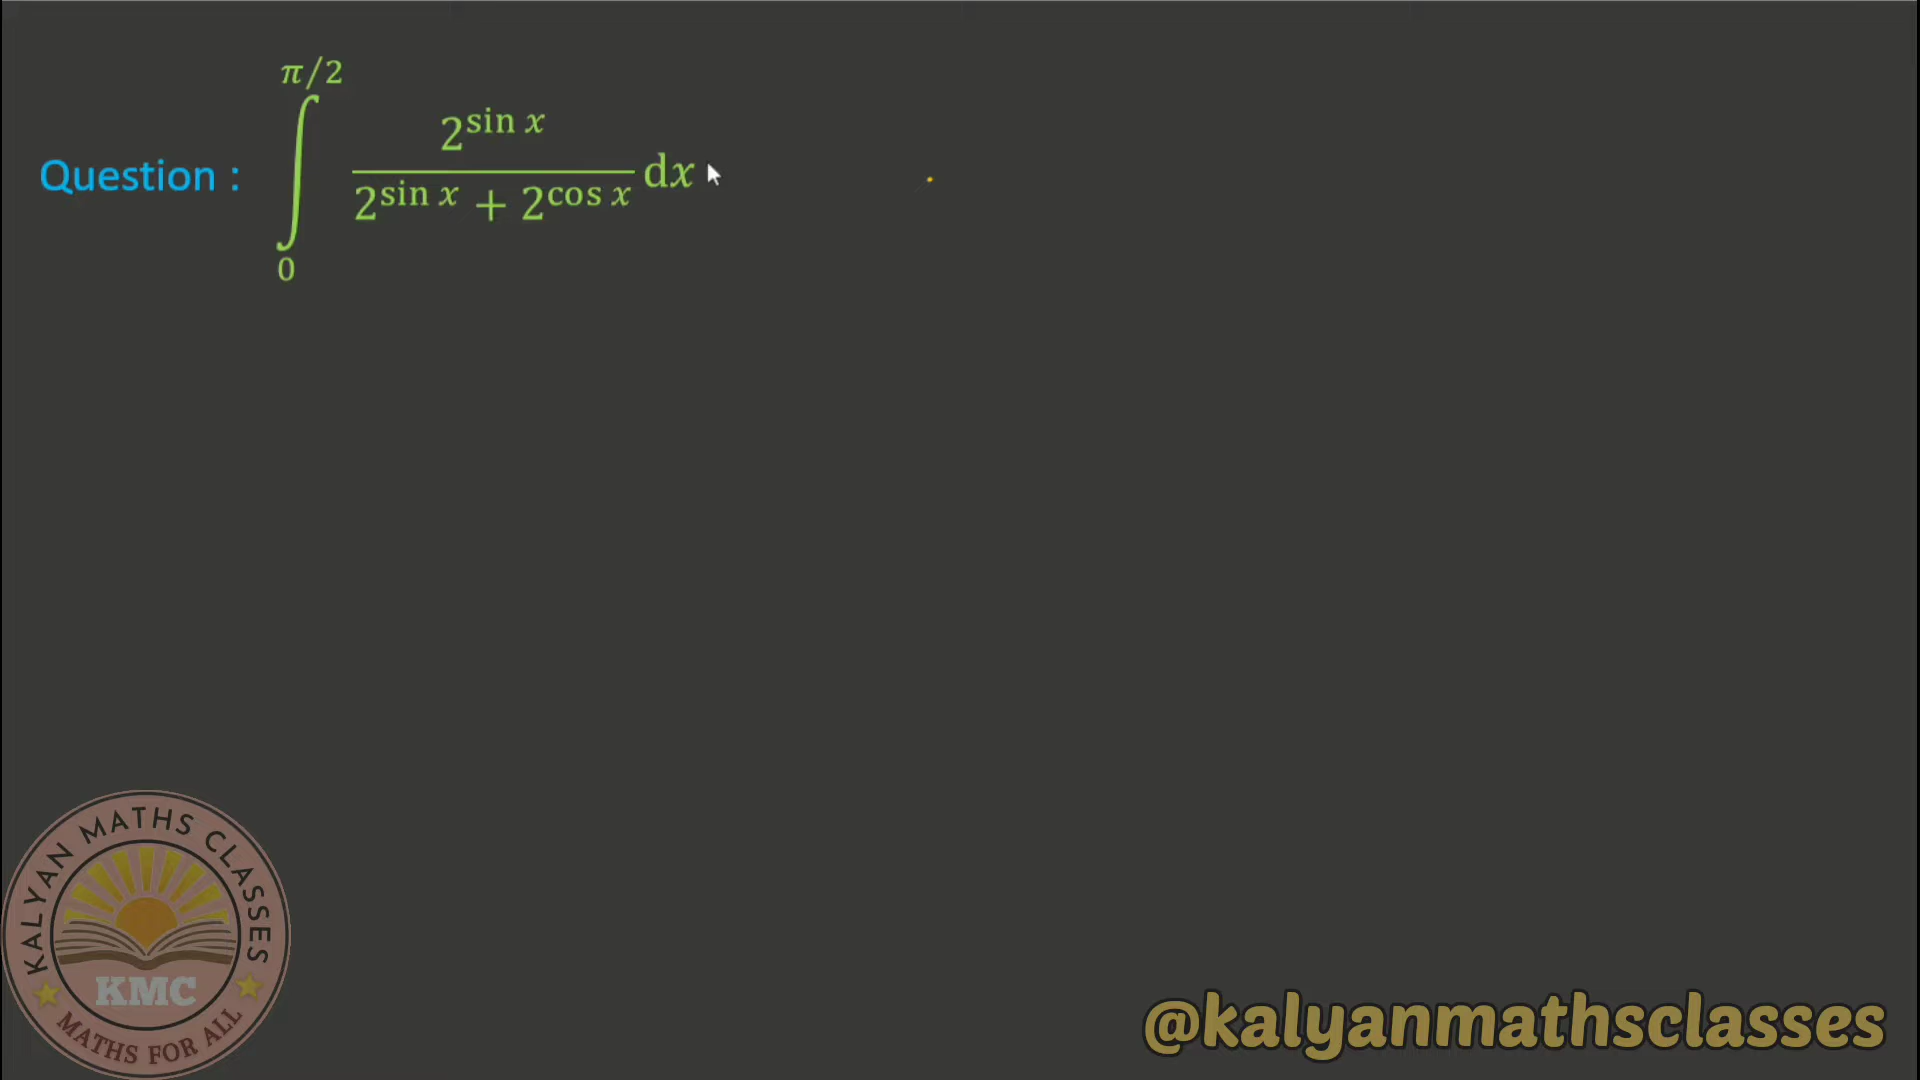 π/2
Question : ∫ 2^sin x / (2^sin x + 2^cos x) dx
0
KALYAN MATHS CLASSES
KMC
MATHS FOR ALL
@kalyanmathsclasses